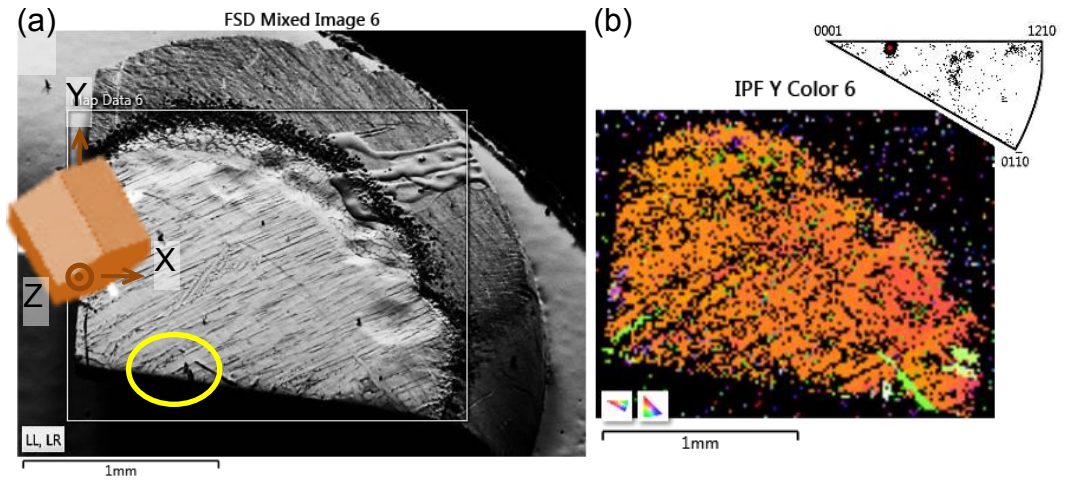 (a)
FSD Mixed Image 6
Y
Map Data 6
X
Z
LL, LR
1mm
(b)
0001
1210
IPF Y Color 6
0110
1mm